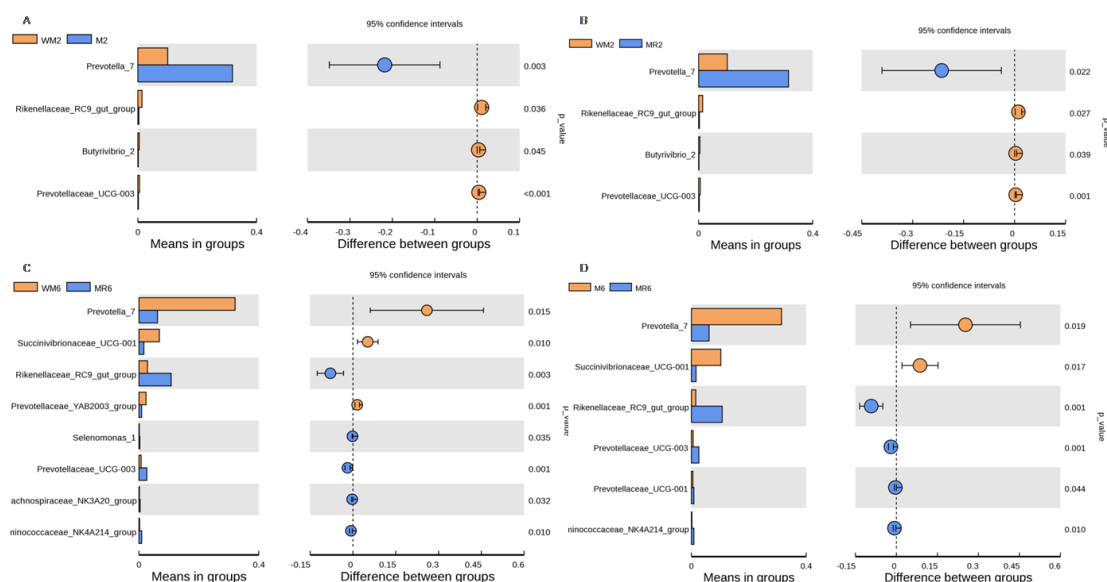 A
95% confidence intervals
WM2 M2
Prevotella_7
0.003
Rikenellaceae_RC9_gut_group
0.036
Butyrivibrio_2
0.045
Prevotellaceae_UCG-003
<0.001
p_value
0 0.4
-0.4 -0.3 -0.2 -0.1 0 0.1
Means in groups
Difference between groups
B
95% confidence intervals
WM2 MR2
Prevotella_7
0.022
Rikenellaceae_RC9_gut_group
0.027
Butyrivibrio_2
0.039
Prevotellaceae_UCG-003
0.001
p_value
0 0.4
-0.45 -0.3 -0.15 0 0.15
Means in groups
Difference between groups
C
95% confidence intervals
WM6 MR6
Prevotella_7
0.015
Succinivibrionaceae_UCG-001
0.010
Rikenellaceae_RC9_gut_group
0.003
Prevotellaceae_YAB2003_group
0.001
Selenomonas_1
0.035
Prevotellaceae_UCG-003
0.001
achnospiraceae_NK3A20_group
0.032
ninococcaceae_NK4A214_group
0.010
p_value
0 0.4
-0.15 0 0.15 0.3 0.45 0.6
Means in groups
Difference between groups
D
95% confidence intervals
M6 MR6
Prevotella_7
0.019
Succinivibrionaceae_UCG-001
0.017
Rikenellaceae_RC9_gut_group
0.001
Prevotellaceae_UCG-003
0.001
Prevotellaceae_UCG-001
0.044
ninococcaceae_NK4A214_group
0.010
p_value
0 0.4
-0.15 0 0.15 0.3 0.45 0.6
Means in groups
Difference between groups